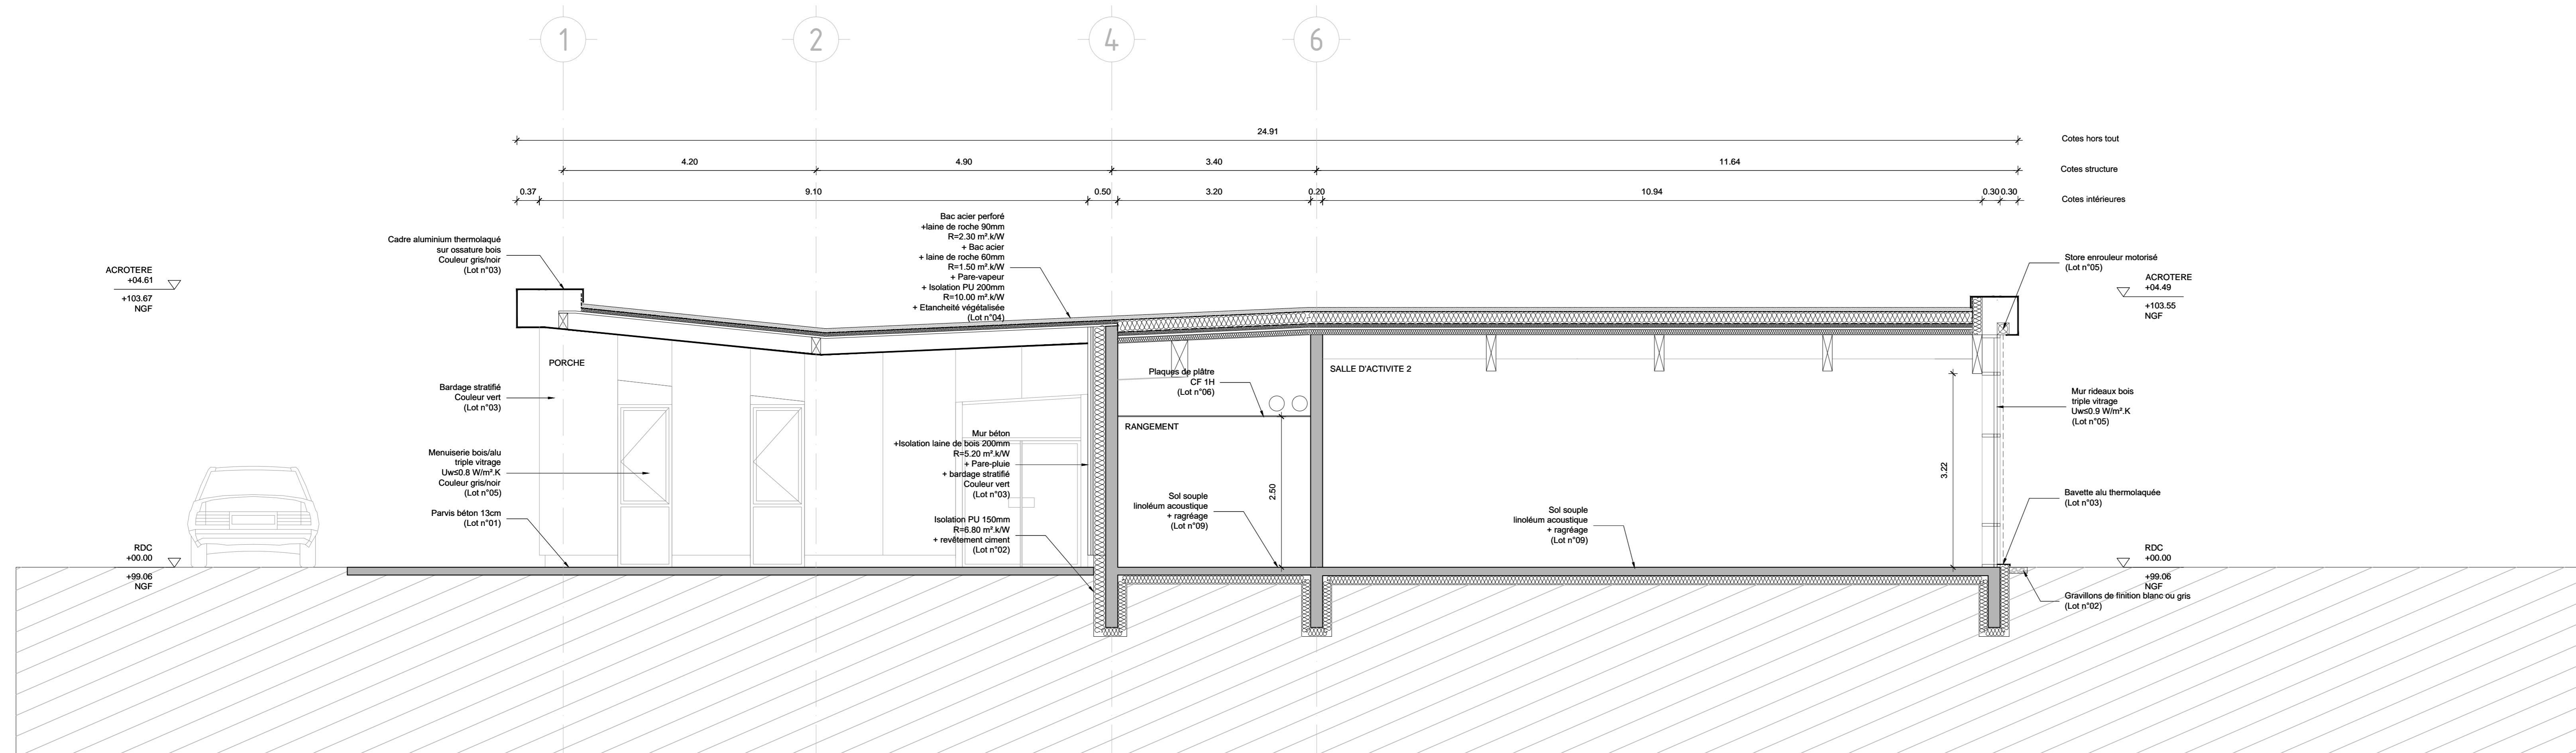 1
2
4
6
24.91
Cotes hors tout
4.20
4.90
3.40
11.64
Cotes structure
0.37
9.10
0.50
3.20
0.20
10.94
0.30
0.30
Cotes intérieures
Cadre aluminium thermolaqué
sur ossature bois
Couleur gris/noir
(Lot n°03)
Bac acier perforé
+laine de roche 90mm
R=2.30 m².k/W
+ Bac acier
+ laine de roche 60mm
R=1.50 m².k/W
+ Pare-vapeur
+ Isolation PU 200mm
R=10.00 m².k/W
+ Etancheité végétalisée
(Lot n°04)
Store enrouleur motorisé
(Lot n°05)
ACROTERE
+04.61
+103.67
NGF
ACROTERE
+04.49
+103.55
NGF
PORCHE
Bardage stratifié
Couleur vert
(Lot n°03)
Plaques de plâtre
CF 1H
(Lot n°06)
SALLE D'ACTIVITE 2
Mur rideaux bois
triple vitrage
Uw≤0.9 W/m².K
(Lot n°05)
RANGEMENT
Menuiserie bois/alu
triple vitrage
Uw≤0.8 W/m².K
Couleur gris/noir
(Lot n°05)
Mur béton
+Isolation laine de bois 200mm
R=5.20 m².k/W
+ Pare-pluie
+ bardage stratifié
Couleur vert
(Lot n°03)
2.50
3.22
Sol souple
linoléum acoustique
+ ragréage
(Lot n°09)
Sol souple
linoléum acoustique
+ ragréage
(Lot n°09)
Bavette alu thermolaquée
(Lot n°03)
Parvis béton 13cm
(Lot n°01)
Isolation PU 150mm
R=6.80 m².k/W
+ revêtement ciment
(Lot n°02)
RDC
+00.00
+99.06
NGF
RDC
+00.00
+99.06
NGF
Gravillons de finition blanc ou gris
(Lot n°02)